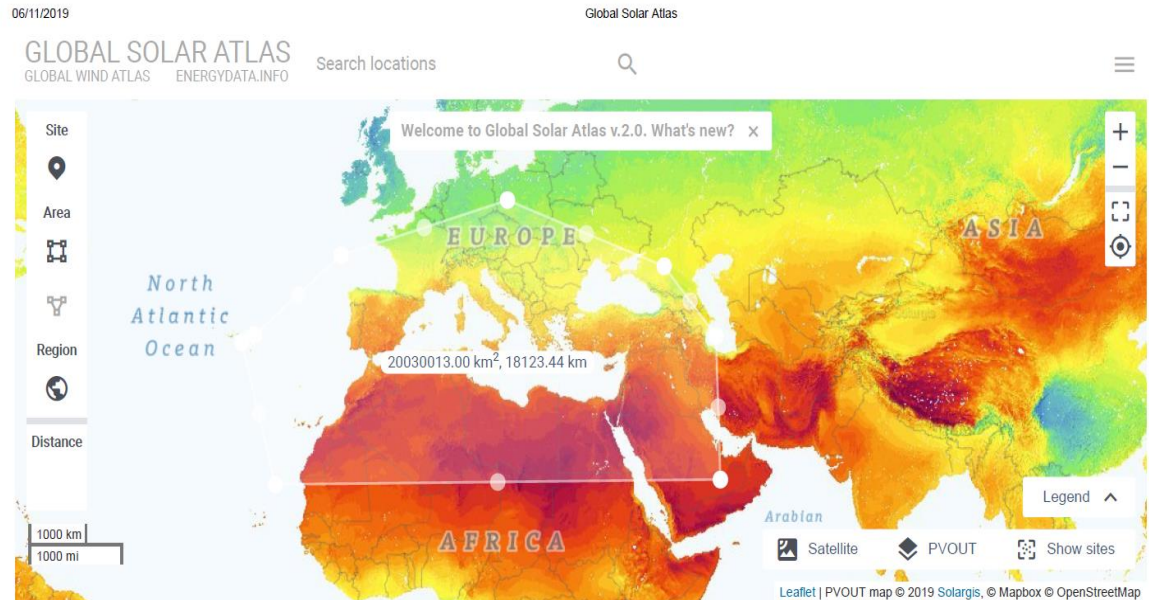 06/11/2019
Global Solar Atlas
GLOBAL SOLAR ATLAS
GLOBAL WIND ATLAS ENERGYDATA.INFO
Search locations
Welcome to Global Solar Atlas v.2.0. What's new? ×
Site
Area
Region
Distance
North
Atlantic
Ocean
EUROPE
ASIA
20030013.00 km², 18123.44 km
AFRICA
Arabian
1000 km
1000 mi
Legend
Satellite
PVOUT
Show sites
Leaflet | PVOUT map © 2019 Solargis, © Mapbox © OpenStreetMap